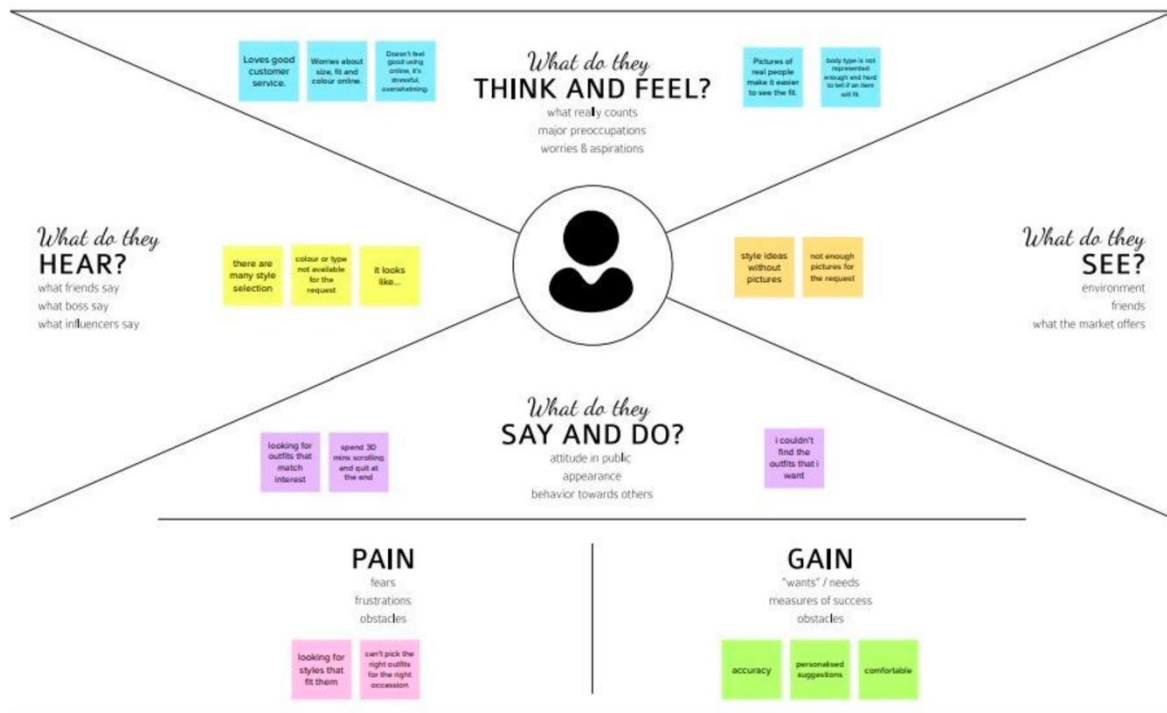 Loves good
customer
service.
Worries about
size, fit and
colour online.
Doesn't feel
good using
online, it's
stressful,
overwhelming.
What do they
THINK AND FEEL?
what really counts
major preoccupations
worries & aspirations
Pictures of
real people
make it easier
to see the fit.
body type is not
represented
enough and hard
to tell if an item
will fit
What do they
HEAR?
what friends say
what boss say
what influencers say
there are
many style
selection
colour or type
not available
for the
request
it looks
like...
style ideas
without
pictures
not enough
pictures for
the request
What do they
SEE?
environment
friends
what the market offers
What do they
SAY AND DO?
attitude in public
appearance
behavior towards others
looking for
outfits that
match
interest
spend 30
mins scrolling
and quit at
the end
i couldn't
find the
outfits that i
want
PAIN
fears
frustrations
obstacles
looking for
styles that
fit them
can't pick the
right outfits
for the right
occassion
GAIN
"wants" / needs
measures of success
obstacles
accuracy
personalised
suggestions
comfortable